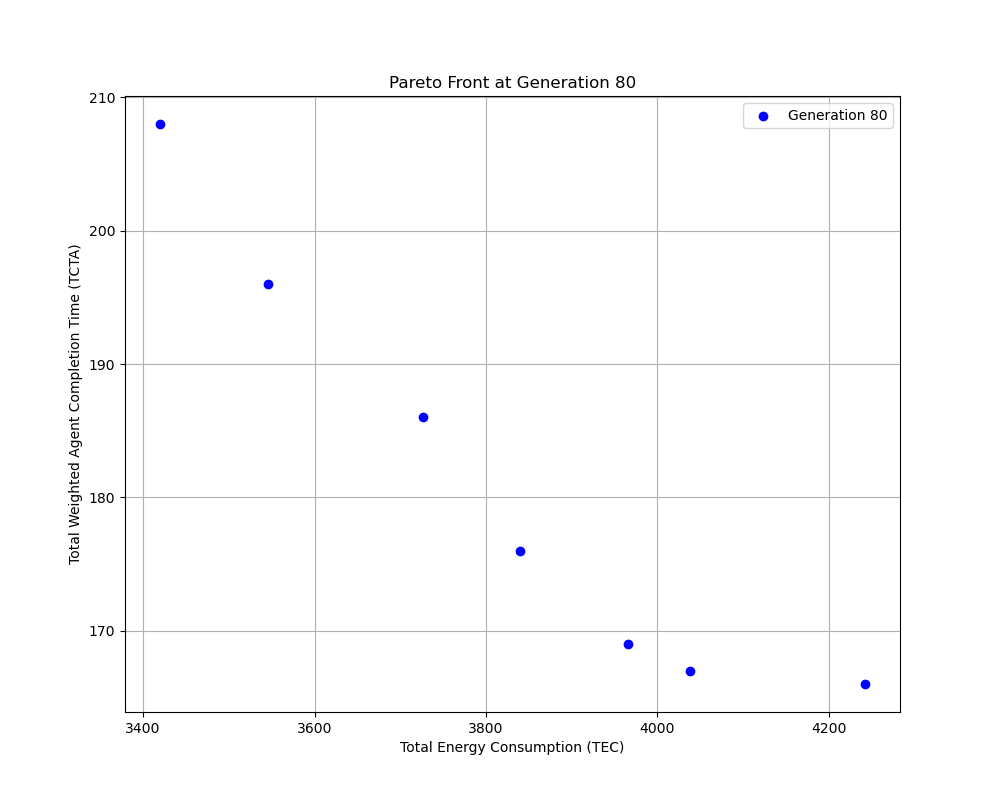 Pareto Front at Generation 80
Generation 80
210
200
190
180
170
Total Weighted Agent Completion Time (TCTA)
3400 3600 3800 4000 4200
Total Energy Consumption (TEC)